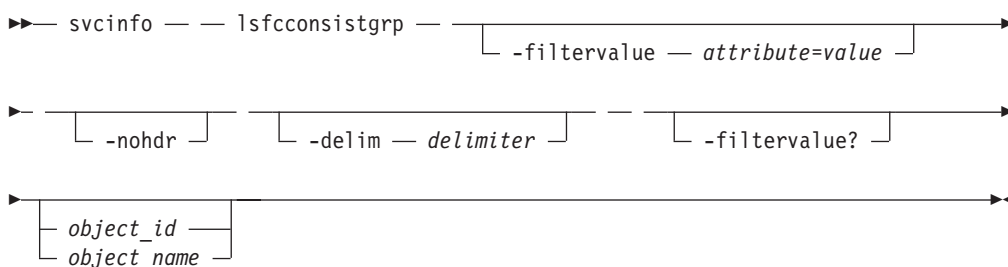 svcinfo lsfcconsistgrp
-filtervalue attribute=value
-nohdr -delim delimiter -filtervalue?
object_id
object_name